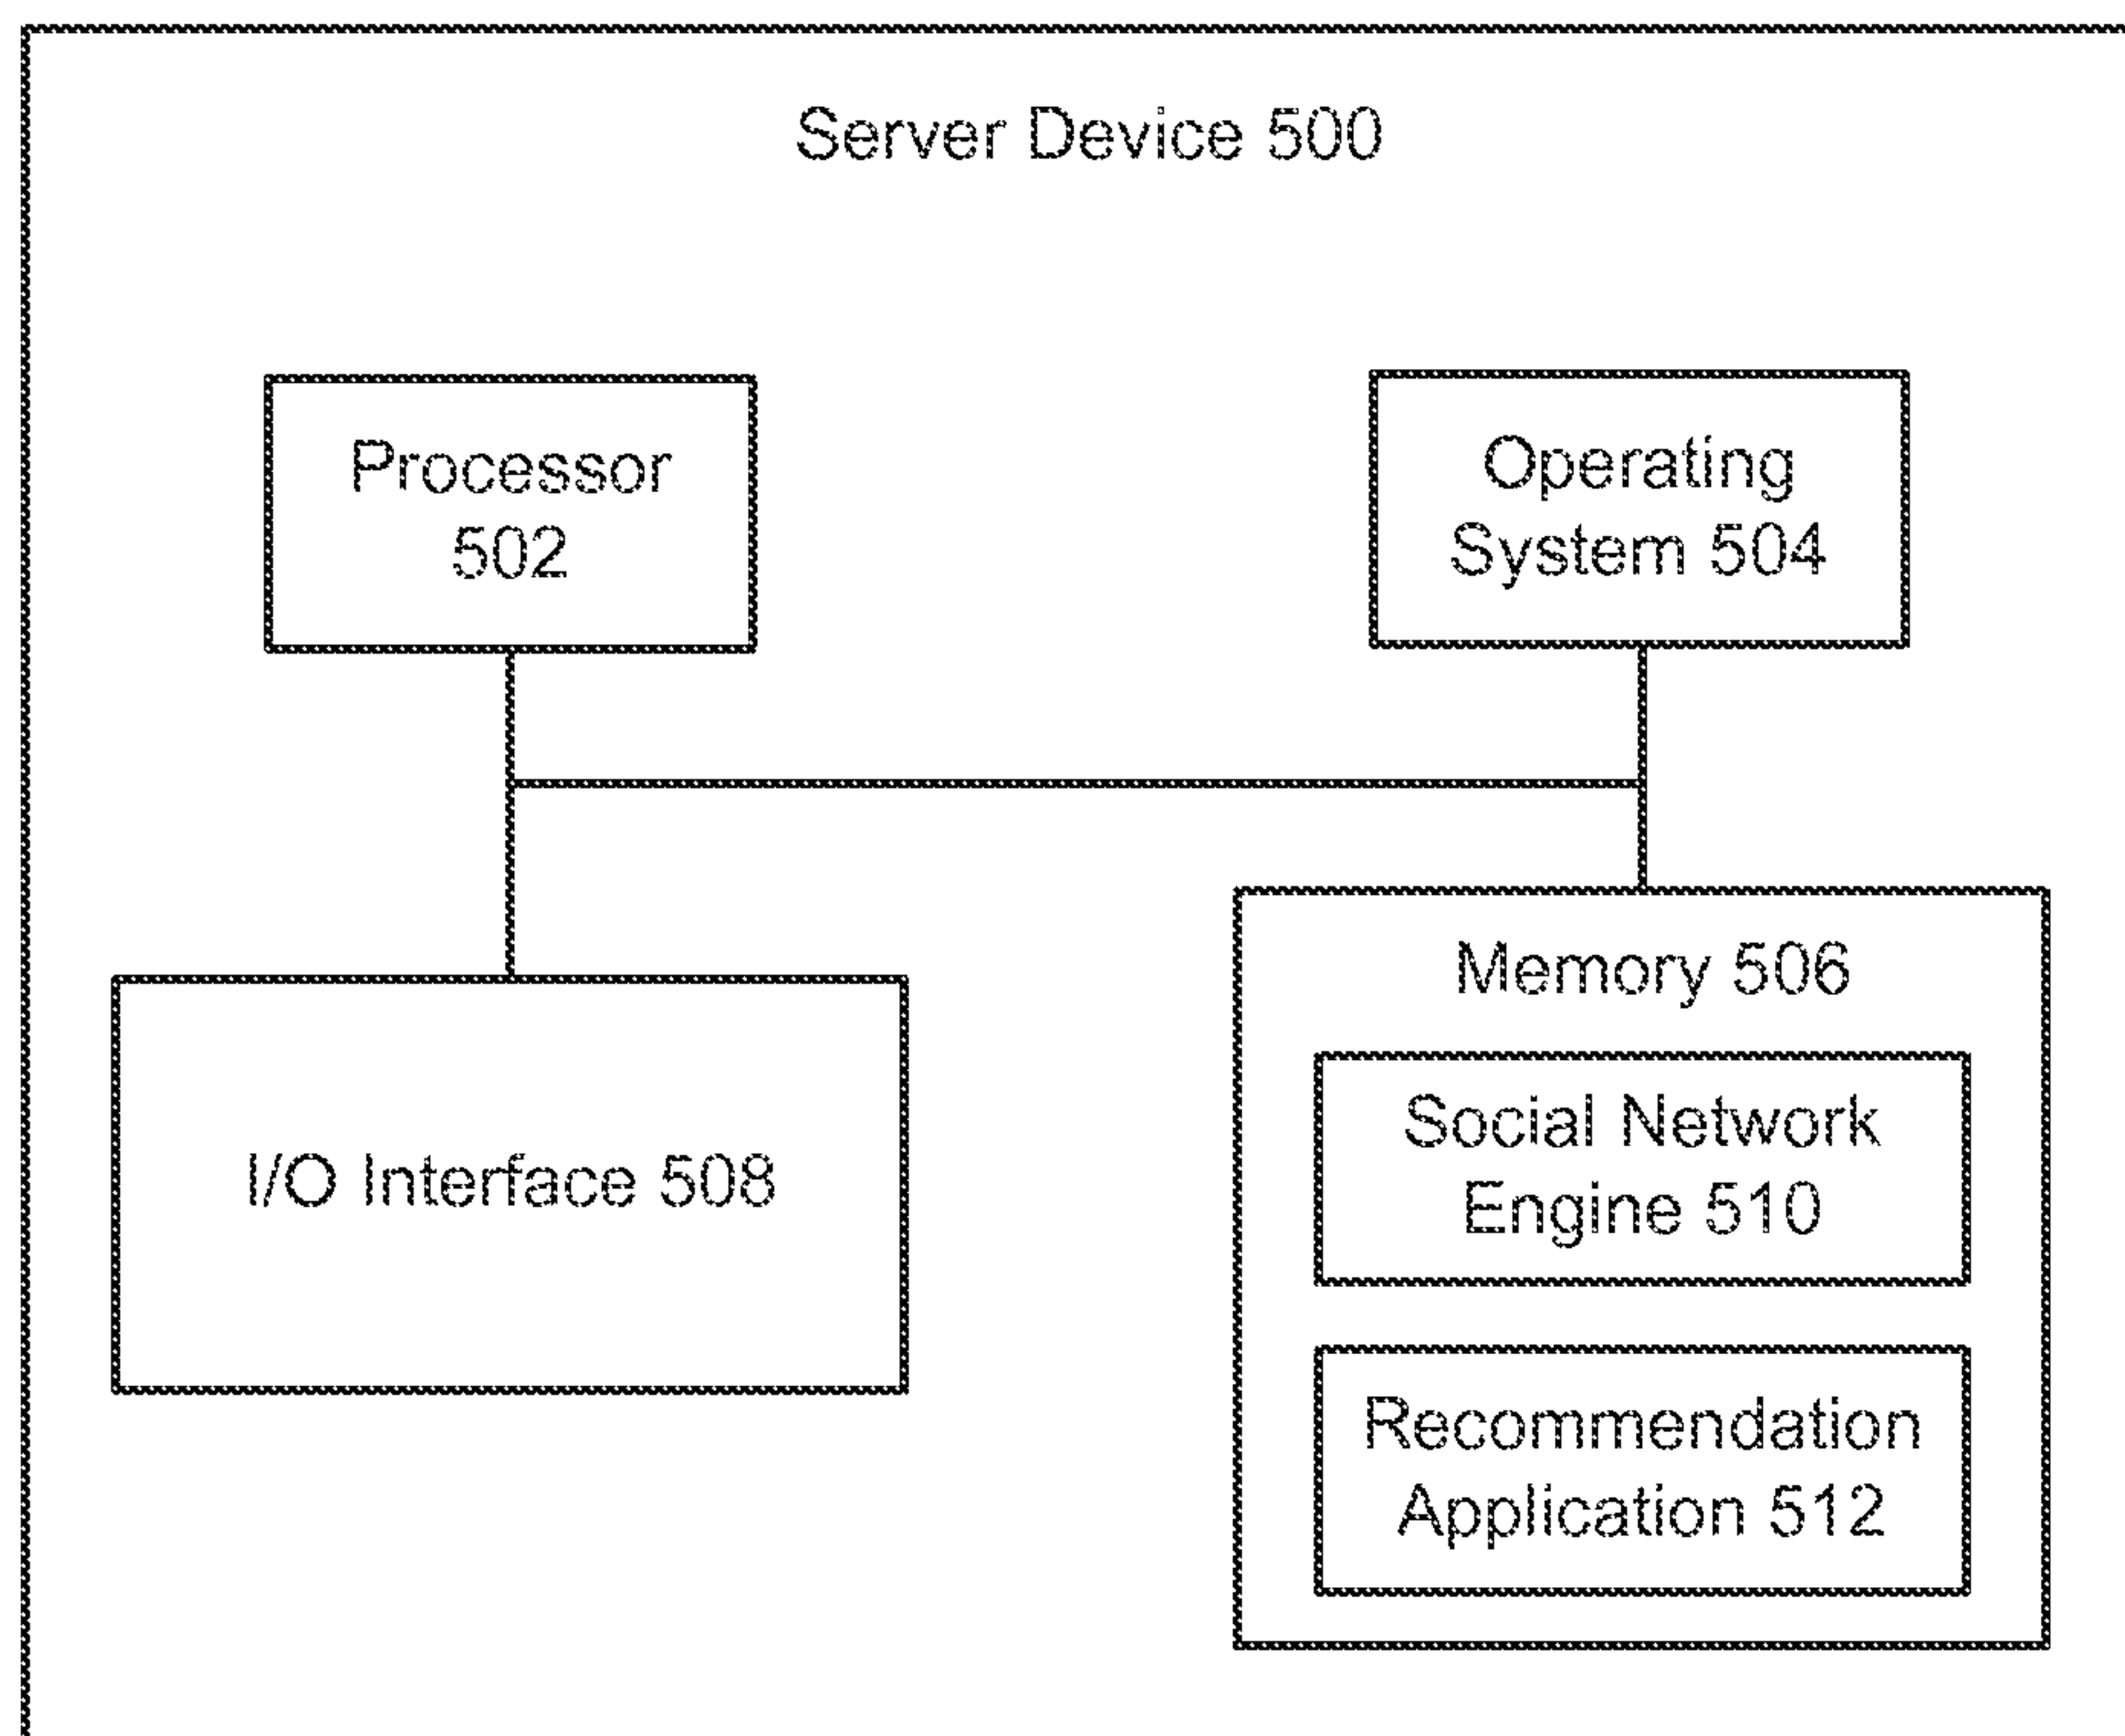 Server Device 500
Processor
502
Operating
System 504
I/O Interface 508
Memory 506
Social Network
Engine 510
Recommendation
Application 512